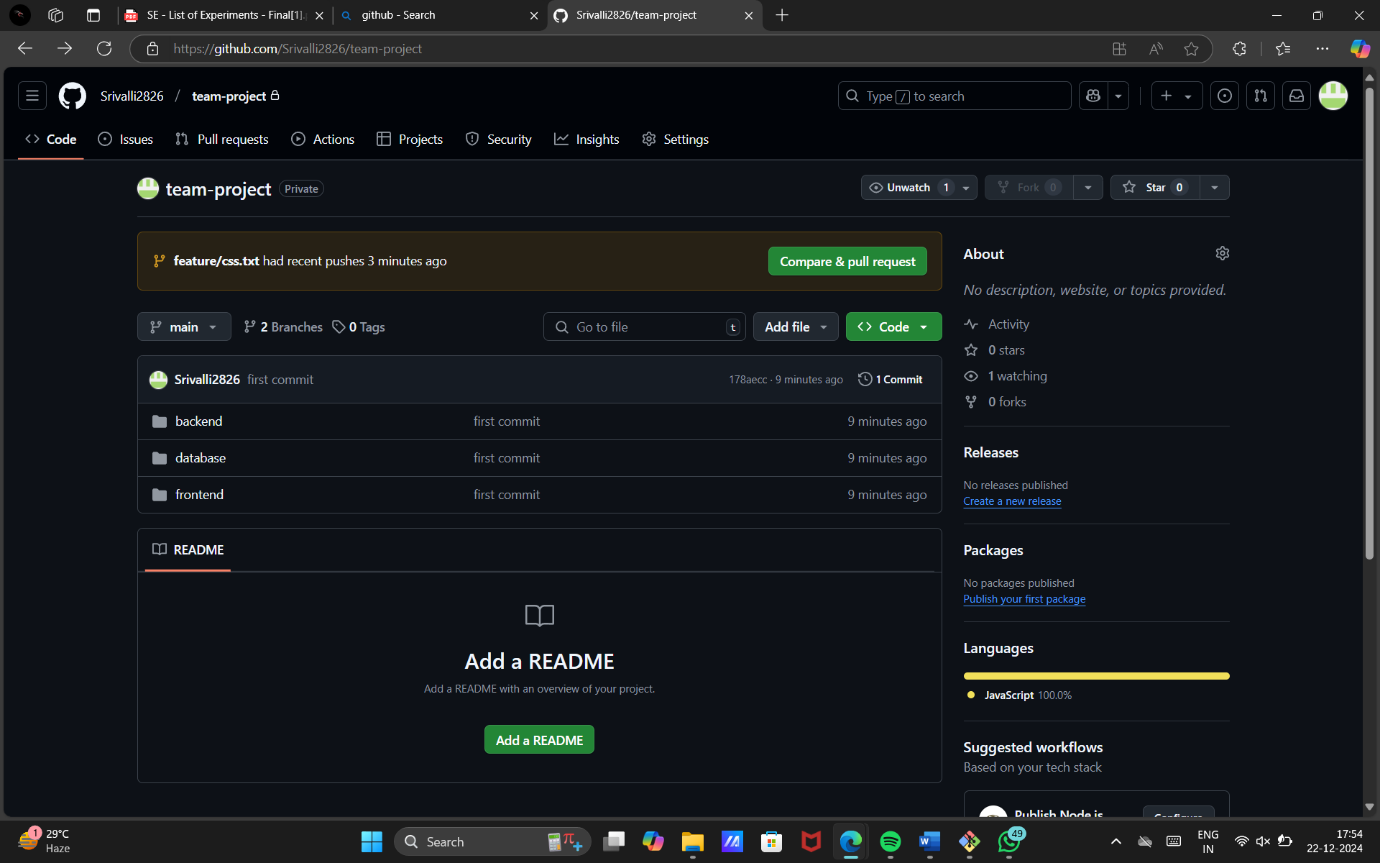 SE - List of Experiments - Final[1].
github - Search
Srivalli2826/team-project
https://github.com/Srivalli2826/team-project
Srivalli2826 / team-project
Type / to search
Code Issues Pull requests Actions Projects Security Insights Settings
team-project Private
Unwatch 1 Fork 0 Star 0
feature/css.txt had recent pushes 3 minutes ago
Compare & pull request
main 2 Branches 0 Tags
Go to file t
Add file
Code
Srivalli2826 first commit 178aecc · 9 minutes ago 1 Commit
backend first commit 9 minutes ago
database first commit 9 minutes ago
frontend first commit 9 minutes ago
README
Add a README
Add a README with an overview of your project.
Add a README
About
No description, website, or topics provided.
Activity
0 stars
1 watching
0 forks
Releases
No releases published
Create a new release
Packages
No packages published
Publish your first package
Languages
JavaScript 100.0%
Suggested workflows
Based on your tech stack
Publish Node.js
Configure
1
29°C
Haze
Search
49
ENG
IN
17:54
22-12-2024